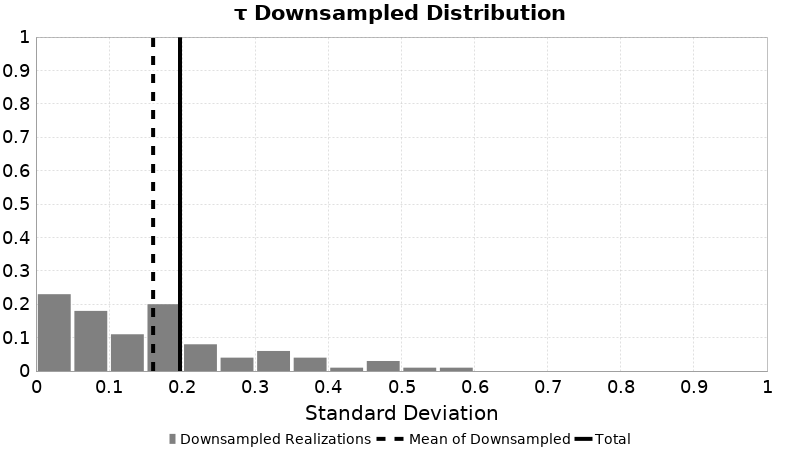 τ Downsampled Distribution
1
0.9
0.8
0.7
0.6
0.5
0.4
0.3
0.2
0.1
0
0 0.1 0.2 0.3 0.4 0.5 0.6 0.7 0.8 0.9 1
Standard Deviation
Downsampled Realizations Mean of Downsampled Total